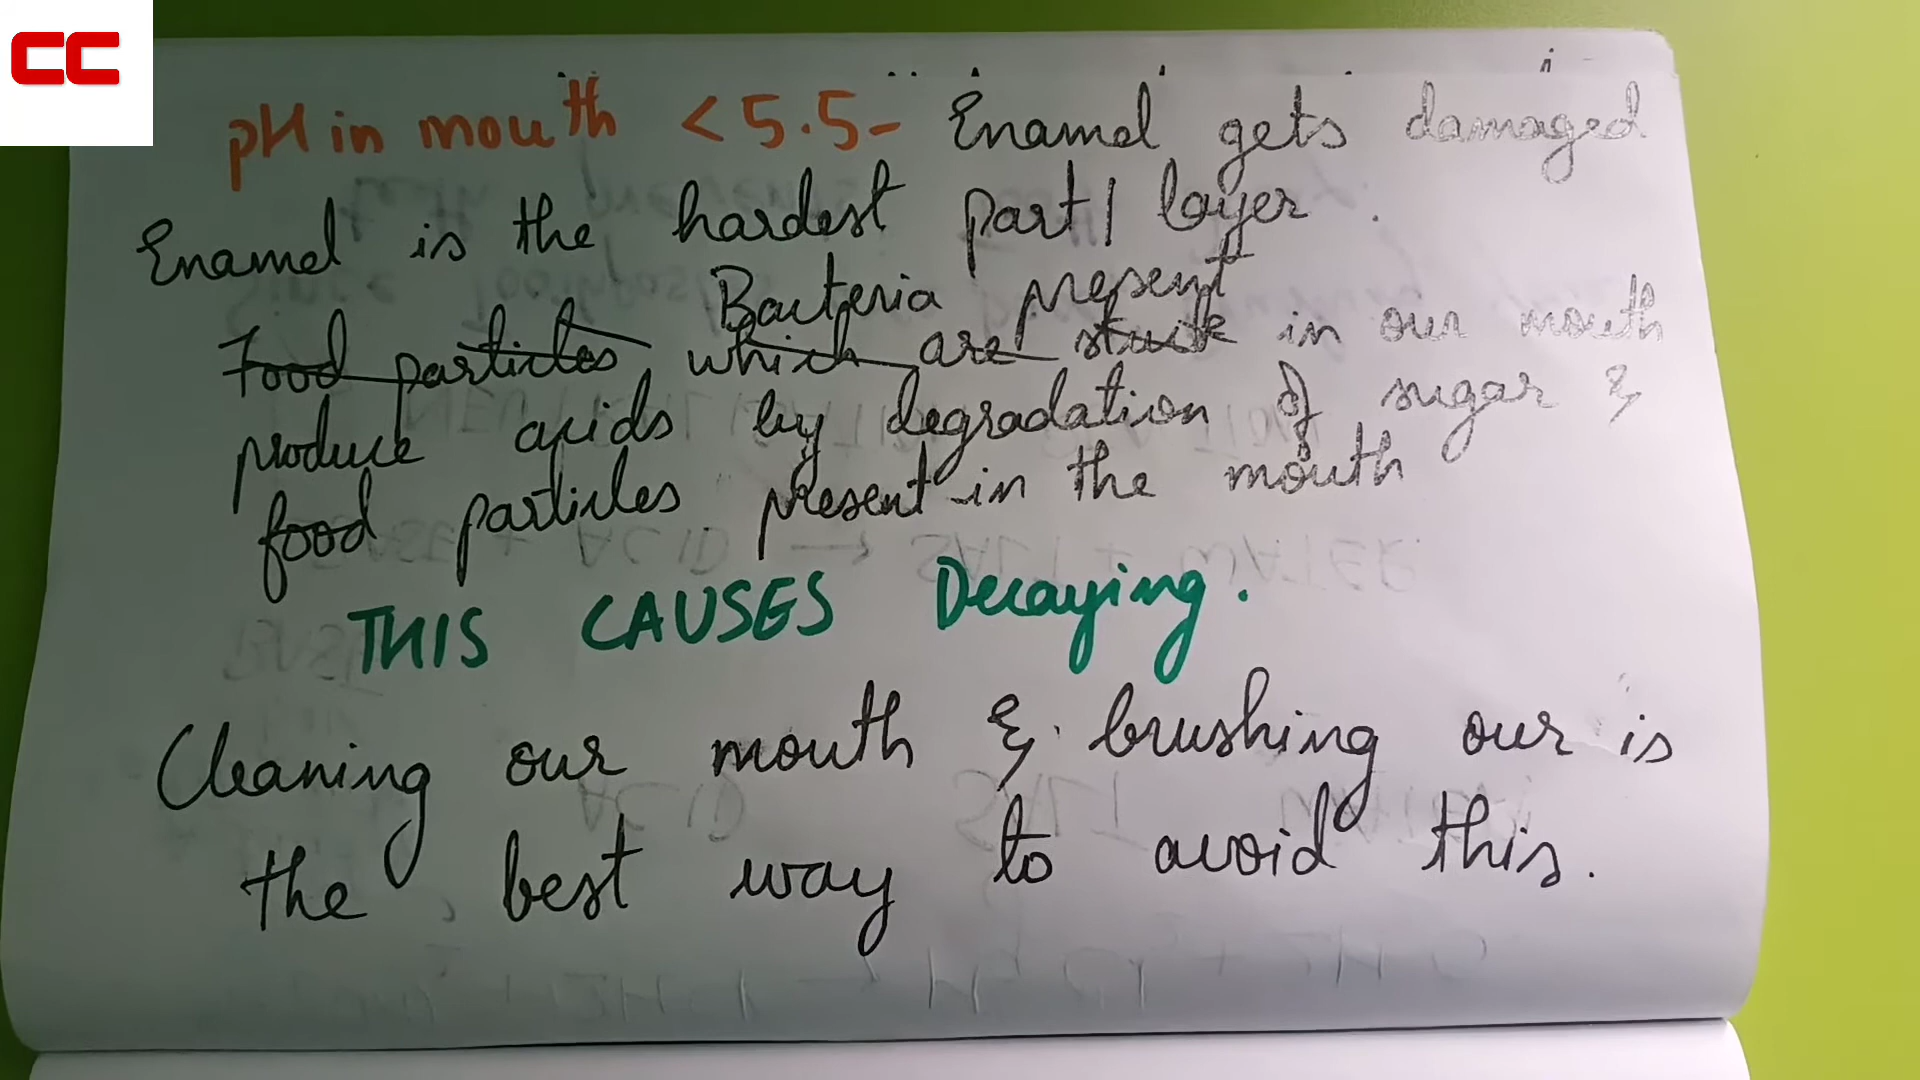 CC
pH in mouth < 5.5 - Enamel gets damaged
Enamel is the hardest part/ layer.
Bacteria present
Food particles which are stuck in our mouth
produce acids by degradation of sugar &
food particles present in the mouth
THIS CAUSES Decaying.
Cleaning our mouth & brushing our is
the best way to avoid this.